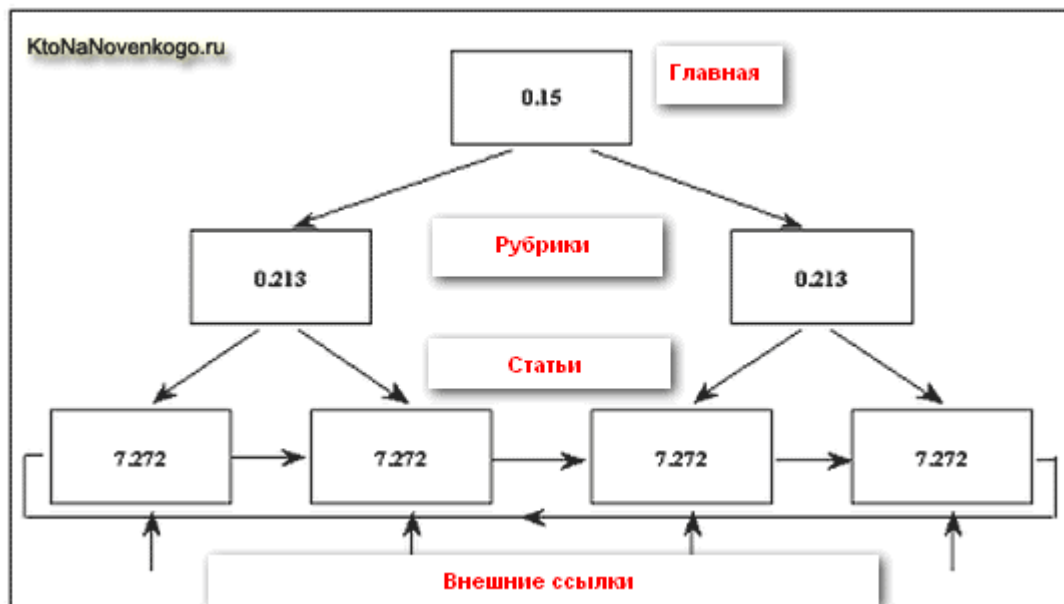 KtoNaNovenkogo.ru
Главная
0.15
Рубрики
0.213
0.213
Статьи
7.272
7.272
7.272
7.272
Внешние ссылки